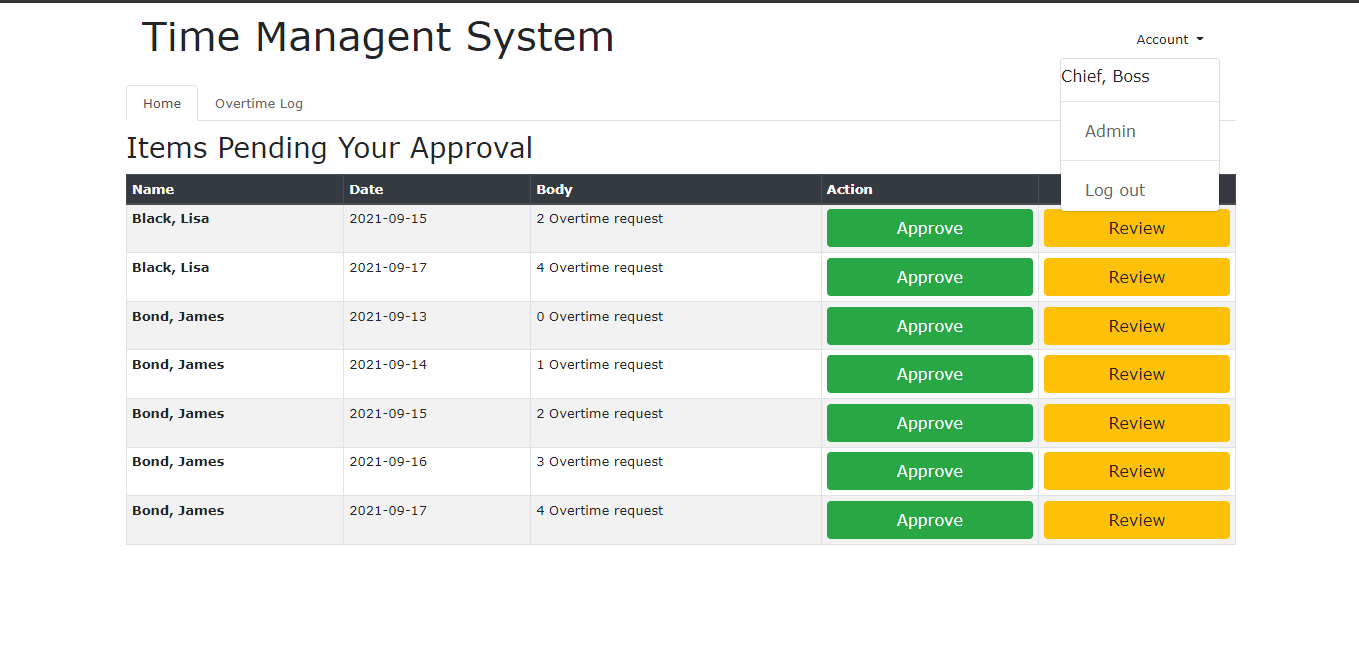 Time Managent System
Account
Chief, Boss
Admin
Log out
Home Overtime Log
Items Pending Your Approval
Name Date Body Action
Black, Lisa 2021-09-15 2 Overtime request Approve Review
Black, Lisa 2021-09-17 4 Overtime request Approve Review
Bond, James 2021-09-13 0 Overtime request Approve Review
Bond, James 2021-09-14 1 Overtime request Approve Review
Bond, James 2021-09-15 2 Overtime request Approve Review
Bond, James 2021-09-16 3 Overtime request Approve Review
Bond, James 2021-09-17 4 Overtime request Approve Review